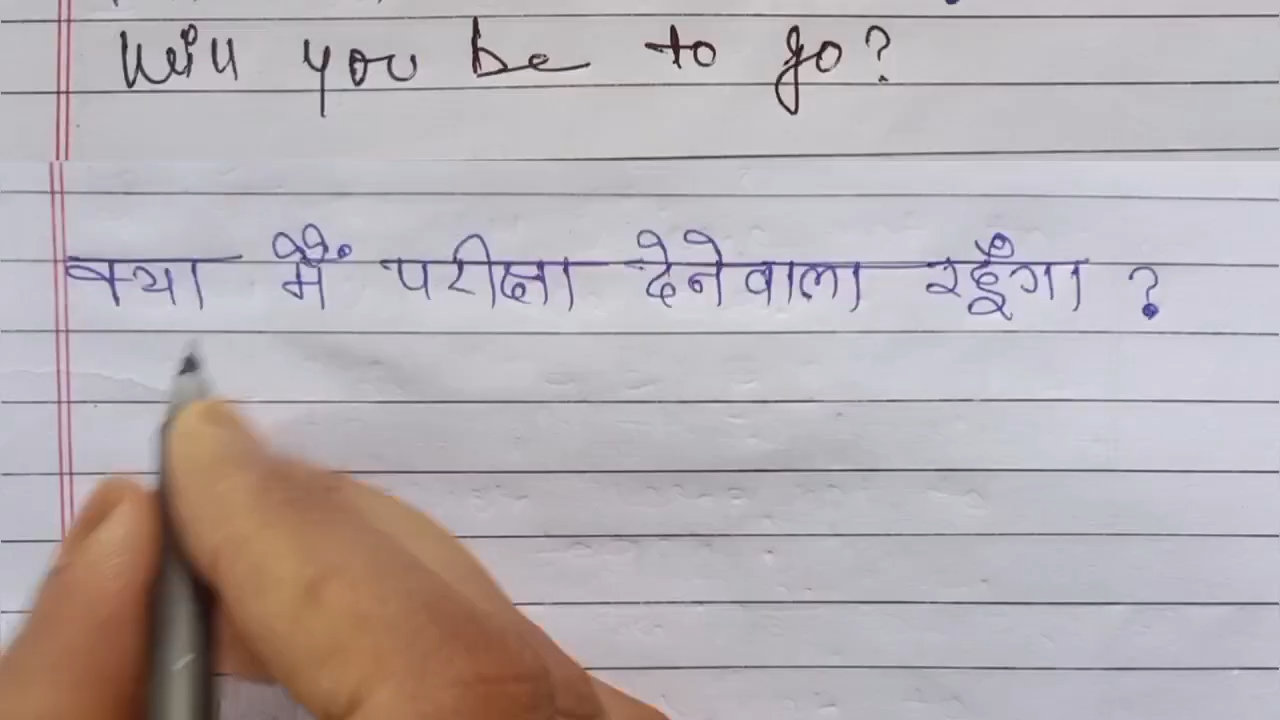 Will you be to go?
क्या मैं परीक्षा देनेवाला रहूँगा ?